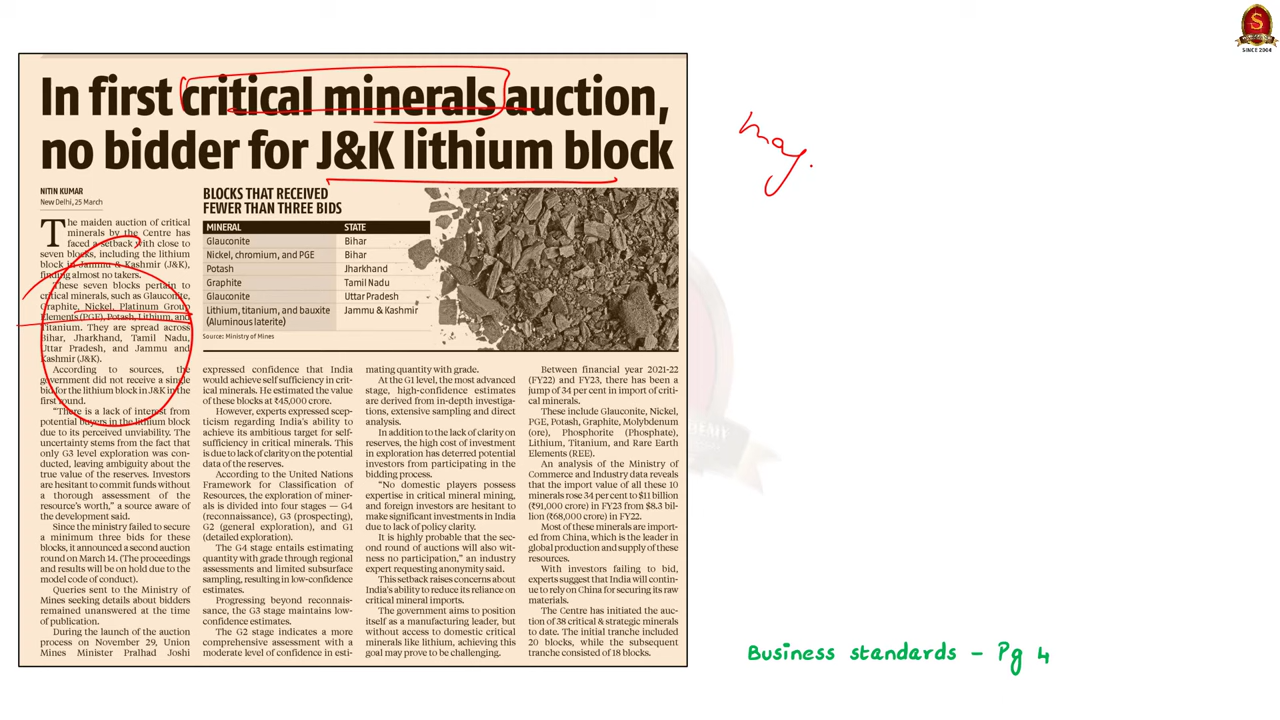 In first critical minerals auction,
no bidder for J&K lithium block
NITIN KUMAR
New Delhi, 25 March
The maiden auction of critical
minerals by the Centre has
faced a setback with close to
seven blocks, including the lithium
block in Jammu & Kashmir (J&K),
finding almost no takers.
These seven blocks pertain to
critical minerals, such as Glauconite,
Graphite, Nickel, Platinum Group
Elements (PGE), Potash, Lithium, and
Titanium. They are spread across
Bihar, Jharkhand, Tamil Nadu,
Uttar Pradesh, and Jammu and
Kashmir (J&K).
According to sources, the
government did not receive a single
bid for the lithium block in J&K in the
first round.
“There is a lack of interest from
potential buyers in the lithium block
due to its perceived unviability. The
uncertainty stems from the fact that
only G3 level exploration was con-
ducted, leaving ambiguity about the
true value of the reserves. Investors
are hesitant to commit funds without
a thorough assessment of the
resource’s worth,” a source aware of
the development said.
Since the ministry failed to secure
a minimum three bids for these
blocks, it announced a second auction
round on March 14. (The proceedings
and results will be on hold due to the
model code of conduct).
Queries sent to the Ministry of
Mines seeking details about bidders
remained unanswered at the time
of publication.
During the launch of the auction
process on November 29, Union
Mines Minister Pralhad Joshi
BLOCKS THAT RECEIVED
FEWER THAN THREE BIDS
MINERAL STATE
Glauconite Bihar
Nickel, chromium, and PGE Bihar
Potash Jharkhand
Graphite Tamil Nadu
Glauconite Uttar Pradesh
Lithium, titanium, and bauxite Jammu & Kashmir
(Aluminous laterite)
Source: Ministry of Mines
expressed confidence that India
would achieve self sufficiency in crit-
ical minerals. He estimated the value
of these blocks at ₹45,000 crore.
However, experts expressed scep-
ticism regarding India’s ability to
achieve its ambitious target for self-
sufficiency in critical minerals. This
is due to lack of clarity on the potential
data of the reserves.
According to the United Nations
Framework for Classification of
Resources, the exploration of miner-
als is divided into four stages — G4
(reconnaissance), G3 (prospecting),
G2 (general exploration), and G1
(detailed exploration).
The G4 stage entails estimating
quantity with grade through regional
assessments and limited subsurface
sampling, resulting in low-confidence
estimates.
Progressing beyond reconnais-
sance, the G3 stage maintains low-
confidence estimates.
The G2 stage indicates a more
comprehensive assessment with a
moderate level of confidence in esti-
mating quantity with grade.
At the G1 level, the most advanced
stage, high-confidence estimates
are derived from in-depth investiga-
tions, extensive sampling and direct
analysis.
In addition to the lack of clarity on
reserves, the high cost of investment
in exploration has deterred potential
investors from participating in the
bidding process.
“No domestic players possess
expertise in critical mineral mining,
and foreign investors are hesitant to
make significant investments in India
due to lack of policy clarity.
It is highly probable that the sec-
ond round of auctions will also wit-
ness no participation,” an industry
expert requesting anonymity said.
This setback raises concerns about
India’s ability to reduce its reliance on
critical mineral imports.
The government aims to position
itself as a manufacturing leader, but
without access to domestic critical
minerals like lithium, achieving this
goal may prove to be challenging.
Between financial year 2021-22
(FY22) and FY23, there has been a
jump of 34 per cent in import of criti-
cal minerals.
These include Glauconite, Nickel,
PGE, Potash, Graphite, Molybdenum
(ore), Phosphorite (Phosphate),
Lithium, Titanium, and Rare Earth
Elements (REE).
An analysis of the Ministry of
Commerce and Industry data reveals
that the import value of all these 10
minerals rose 34 per cent to $11 billion
(₹91,000 crore) in FY23 from $8.3 bil-
lion (₹68,000 crore) in FY22.
Most of these minerals are import-
ed from China, which is the leader in
global production and supply of these
resources.
With investors failing to bid,
experts suggest that India will contin-
ue to rely on China for securing its raw
materials.
The Centre has initiated the auc-
tion of 38 critical & strategic minerals
to date. The initial tranche included
20 blocks, while the subsequent
tranche consisted of 18 blocks.
may.
Business standards - Pg 4
S
SINCE 2004